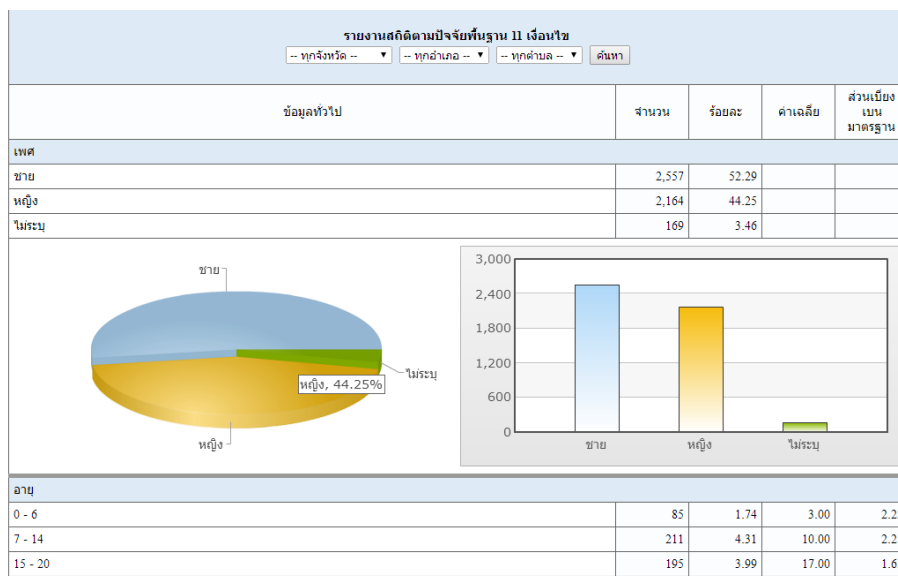 รายงานสถิติตามปัจจัยพื้นฐาน 11 เงื่อนไข
-- ทุกจังหวัด -- -- ทุกอำเภอ -- -- ทุกตำบล -- ค้นหา
ข้อมูลทั่วไป จำนวน ร้อยละ ค่าเฉลี่ย ส่วนเบี่ยง
เบน
มาตรฐาน
เพศ
ชาย 2,557 52.29
หญิง 2,164 44.25
ไม่ระบุ 169 3.46
ชาย
ไม่ระบุ
หญิง, 44.25%
หญิง
3,000
2,400
1,800
1,200
600
0
ชาย หญิง ไม่ระบุ
อายุ
0 - 6 85 1.74 3.00 2.2
7 - 14 211 4.31 10.00 2.2
15 - 20 195 3.99 17.00 1.6